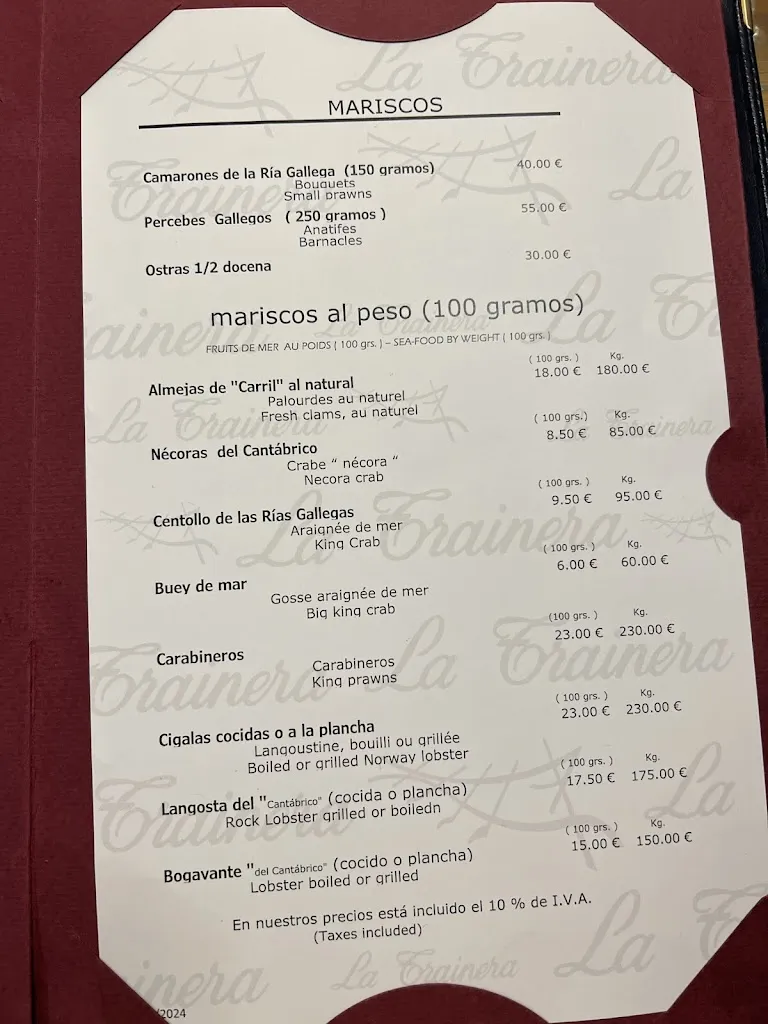 La Trainera
MARISCOS
Camarones de la Ría Gallega (150 gramos) 40.00 €
Bouquets
Small prawns
Percebes Gallegos ( 250 gramos ) 55.00 €
Anatifes
Barnacles
Ostras 1/2 docena 30.00 €
mariscos al peso (100 gramos)
FRUITS DE MER AU POIDS ( 100 grs. ) – SEA-FOOD BY WEIGHT ( 100 grs. )
( 100 grs. ) Kg.
Almejas de "Carril" al natural 18.00 € 180.00 €
Palourdes au naturel
Fresh clams, au naturel
( 100 grs.) Kg.
Nécoras del Cantábrico 8.50 € 85.00 €
Crabe “ nécora “
Necora crab
( 100 grs. ) Kg.
Centollo de las Rías Gallegas 9.50 € 95.00 €
Araignée de mer
King Crab
( 100 grs. ) Kg.
Buey de mar 6.00 € 60.00 €
Gosse araignée de mer
Big king crab
(100 grs. ) Kg.
Carabineros 23.00 € 230.00 €
Carabineros
King prawns
( 100 grs. ) Kg.
Cigalas cocidas o a la plancha 23.00 € 230.00 €
Langoustine, bouilli ou grillée
Boiled or grilled Norway lobster
( 100 grs. ) Kg.
Langosta del "Cantábrico" (cocida o plancha) 17.50 € 175.00 €
Rock Lobster grilled or boiledn
( 100 grs. ) Kg.
Bogavante "del Cantábrico" (cocido o plancha) 15.00 € 150.00 €
Lobster boiled or grilled
En nuestros precios está incluido el 10 % de I.V.A.
(Taxes included)
La Trainera
/2024